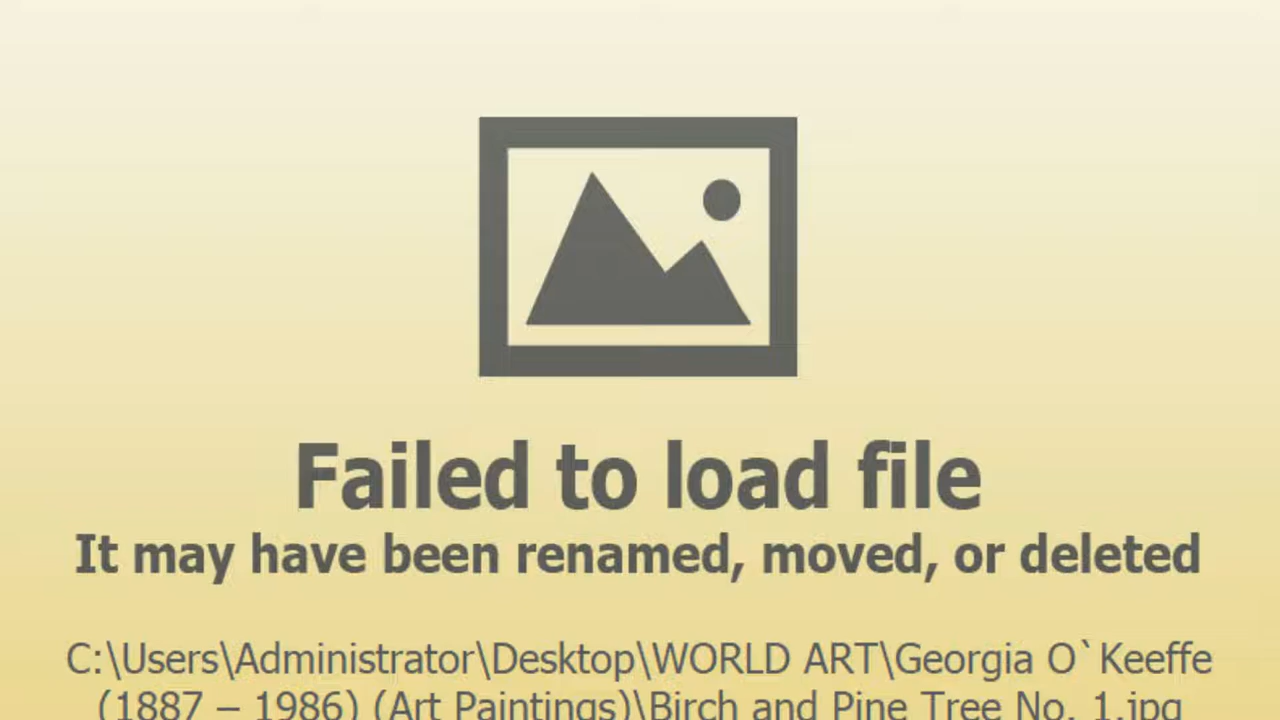 Failed to load file
It may have been renamed, moved, or deleted
C:\Users\Administrator\Desktop\WORLD ART\Georgia O`Keeffe
(1887 – 1986) (Art Paintings)\Birch and Pine Tree No. 1.jpg